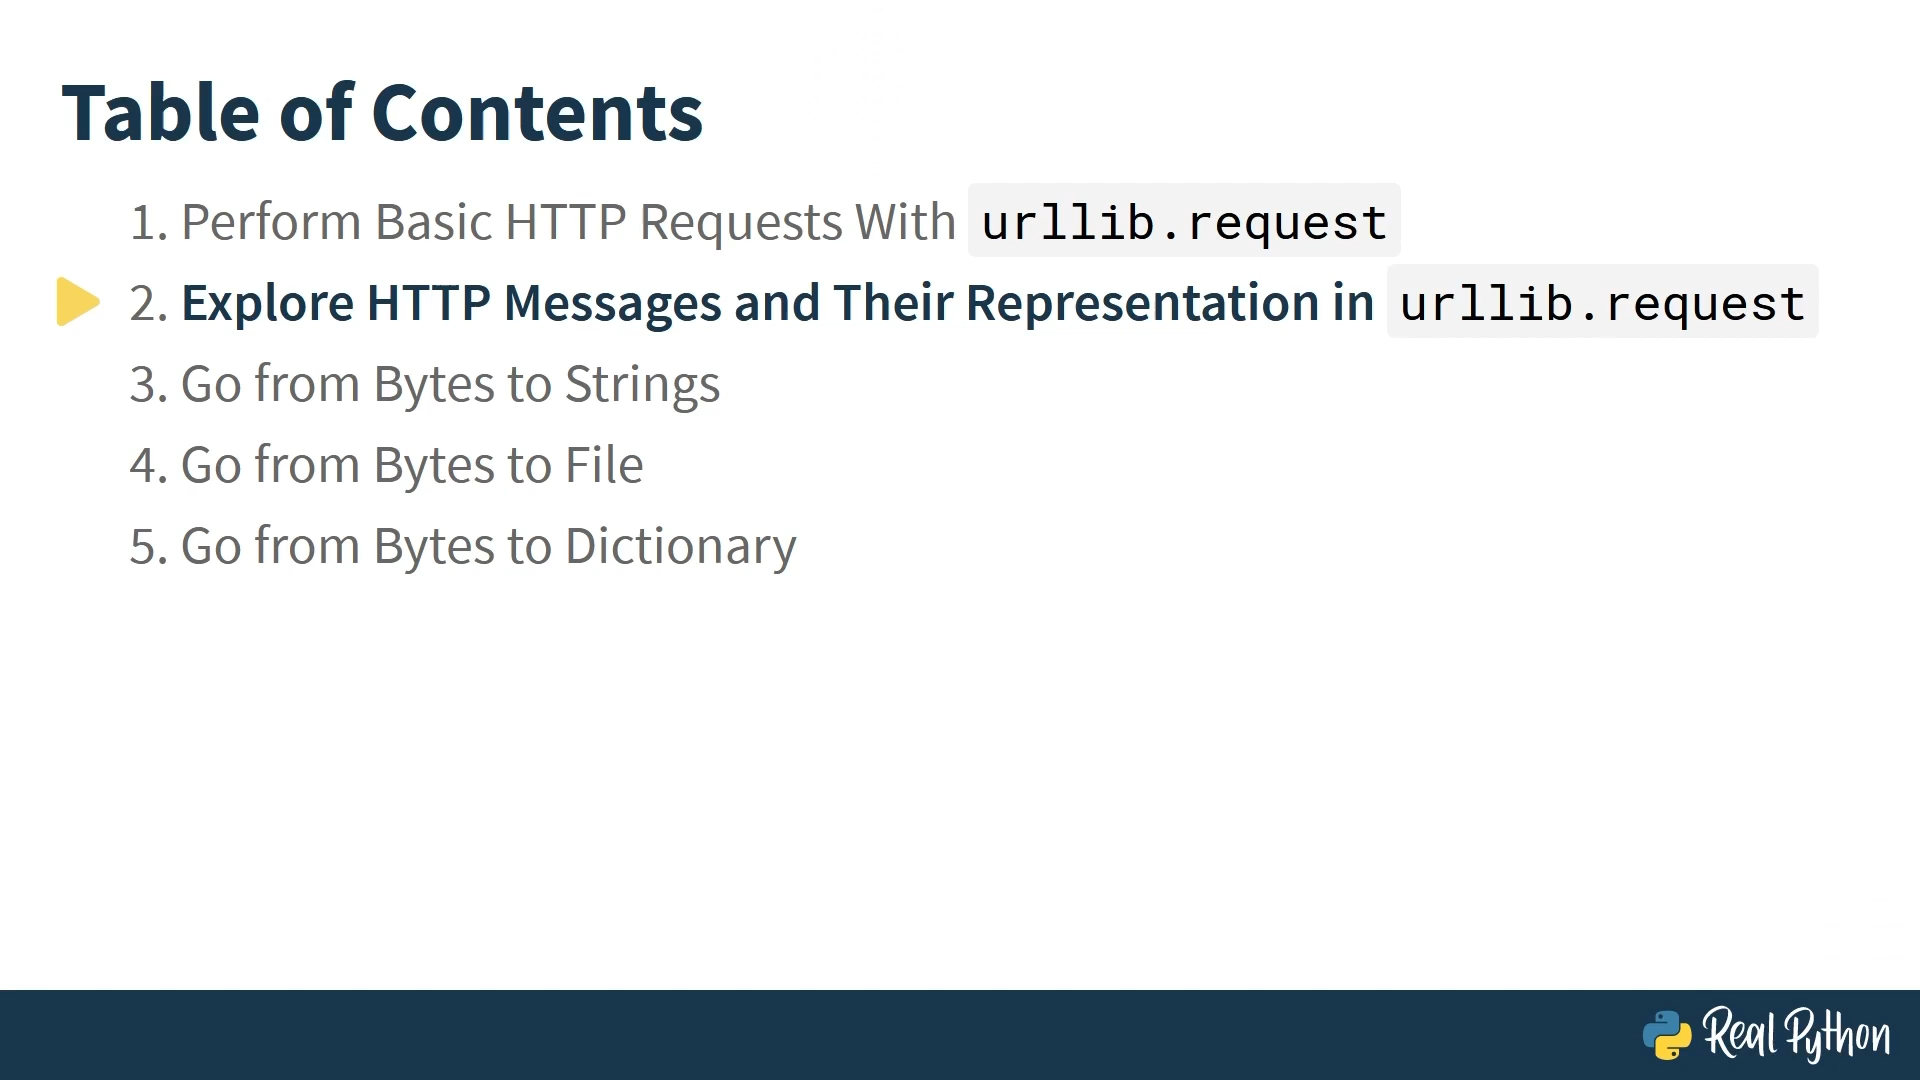 Table of Contents
1. Perform Basic HTTP Requests With urllib.request
2. Explore HTTP Messages and Their Representation in urllib.request
3. Go from Bytes to Strings
4. Go from Bytes to File
5. Go from Bytes to Dictionary
Real Python